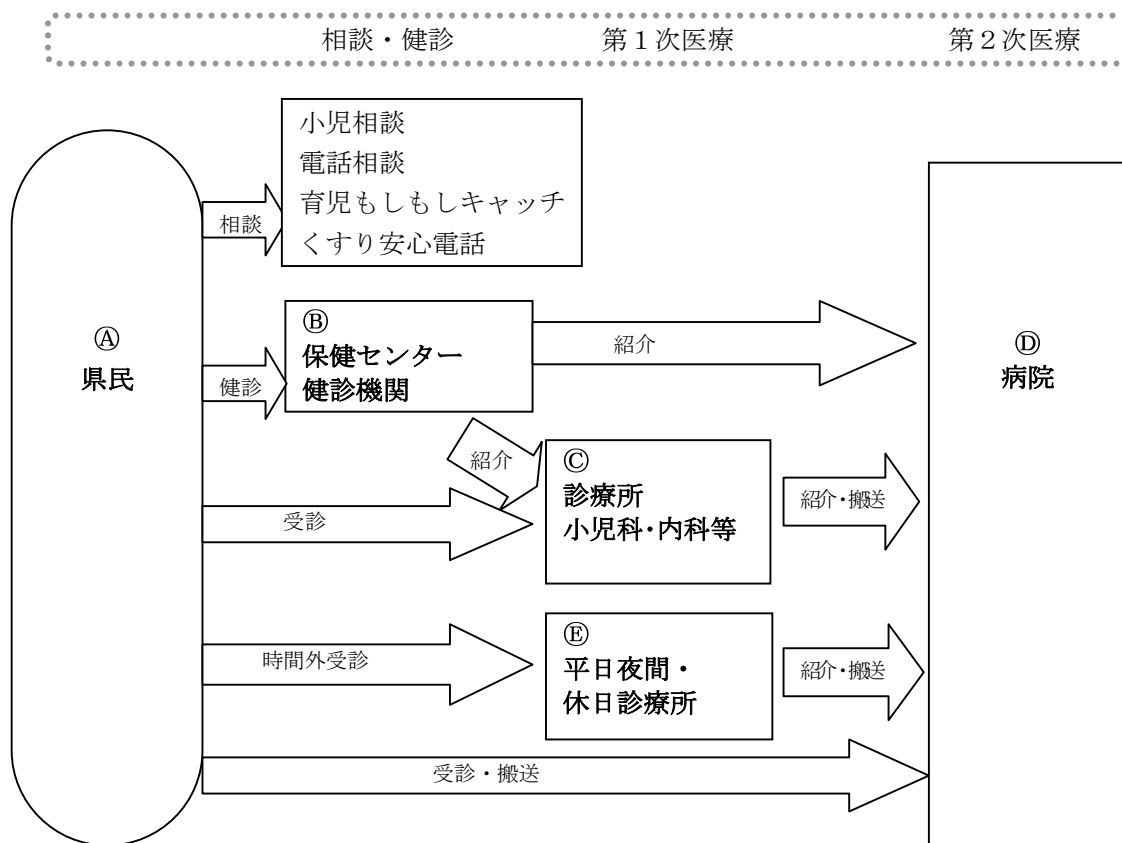 相談・健診 第１次医療 第２次医療
小児相談
電話相談
育児もしもしキャッチ
くすり安心電話
相談
Ⓐ
県民
Ⓑ
保健センター
健診機関
健診
紹介
Ⓓ
病院
紹介
Ⓒ
診療所
小児科・内科等
受診
紹介・搬送
Ⓔ
平日夜間・
休日診療所
時間外受診
紹介・搬送
受診・搬送